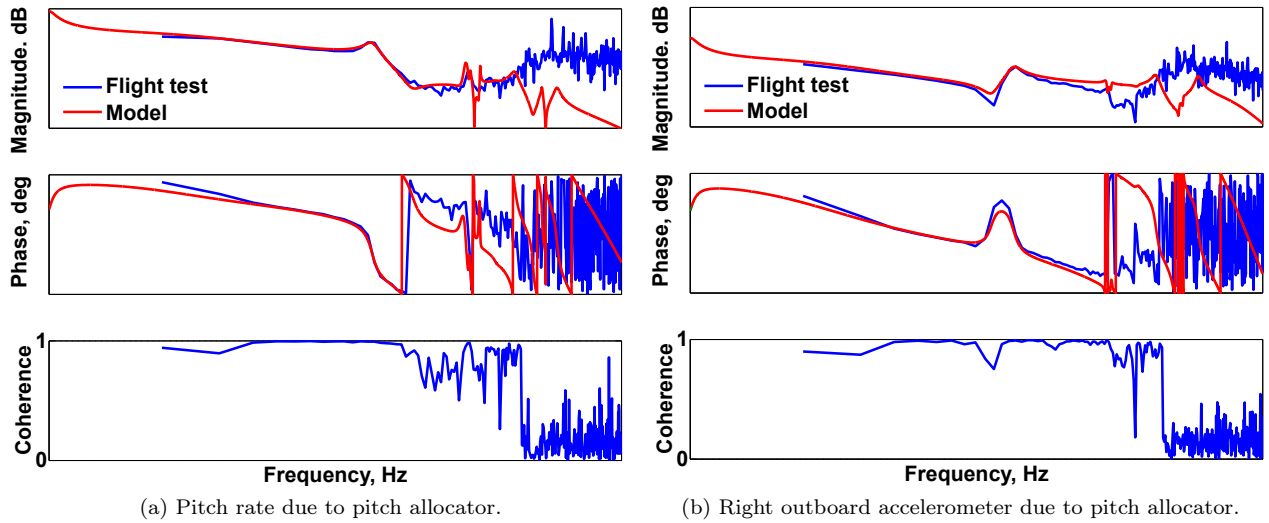 Magnitude. dB
Flight test
Model
Phase, deg
Coherence
1
0
Frequency, Hz
(a) Pitch rate due to pitch allocator.
Magnitude. dB
Flight test
Model
Phase, deg
Coherence
1
0
Frequency, Hz
(b) Right outboard accelerometer due to pitch allocator.